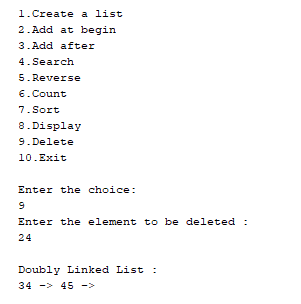 1.Create a list
2.Add at begin
3.Add after
4.Search
5.Reverse
6.Count
7.Sort
8.Display
9.Delete
10.Exit
Enter the choice:
9
Enter the element to be deleted :
24
Doubly Linked List :
34 -> 45 ->